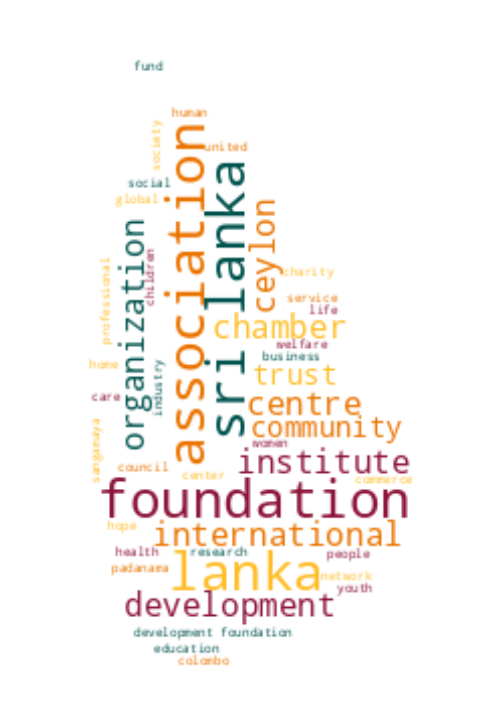 fund
human
society
united
association
sri lanka
social
global
ceylon
organization
children
professional
charity
service
life
chamber
welfare
business
home
trust
industry
care
centre
community
sangamaya
women
institute
council
center
commerce
foundation
hope
international
health
research
people
padanama
lanka
network
youth
development
development foundation
education
colombo